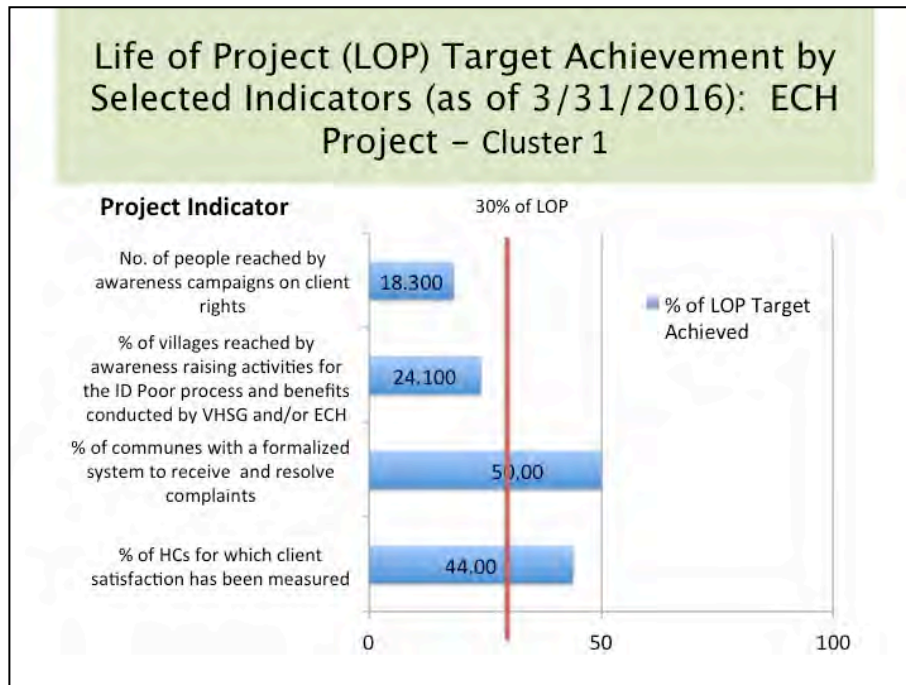 Life of Project (LOP) Target Achievement by
Selected Indicators (as of 3/31/2016): ECH
Project – Cluster 1
Project Indicator
30% of LOP
No. of people reached by
awareness campaigns on client
rights
18.300
% of LOP Target
Achieved
% of villages reached by
awareness raising activities for
the ID Poor process and benefits
conducted by VHSG and/or ECH
24.100
% of communes with a formalized
system to receive and resolve
complaints
50,00
% of HCs for which client
satisfaction has been measured
44.00
0
50
100